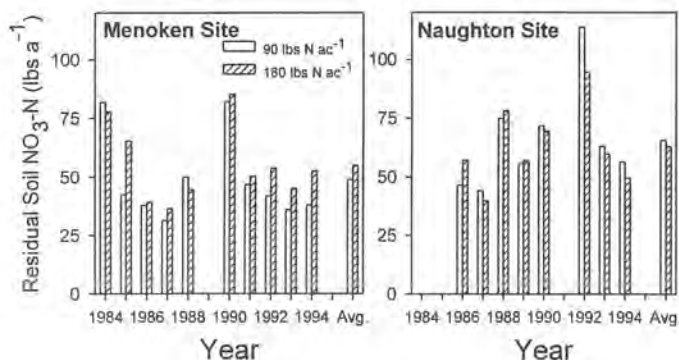 Menoken Site
90 lbs N ac⁻¹
180 lbs N ac⁻¹
Residual Soil NO₃-N (lbs a⁻¹)
100
75
50
25
0
1984 1986 1988 1990 1992 1994 Avg.
Year
Naughton Site
100
75
50
25
0
1984 1986 1988 1990 1992 1994 Avg.
Year